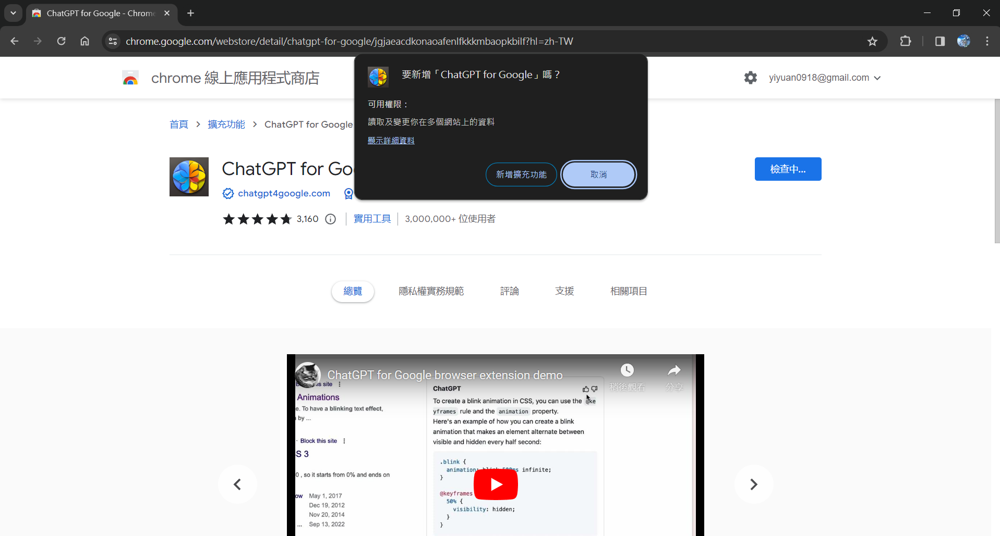 ChatGPT for Google - Chrome
chrome.google.com/webstore/detail/chatgpt-for-google/jgjaeacdkonaoafenlfkkkmbaopkbilf?hl=zh-TW
chrome 線上應用程式商店
yiyuan0918@gmail.com
要新增「ChatGPT for Google」嗎？
可用權限：
讀取及變更你在多個網站上的資料
顯示詳細資料
新增擴充功能
取消
首頁 > 擴充功能 > ChatGPT for Google
ChatGPT for Go
檢查中...
chatgpt4google.com
3,160
實用工具
3,000,000+ 位使用者
總覽
隱私權實務規範
評論
支援
相關項目
ChatGPT for Google browser extension demo
稍後觀看
分享
is site
Animations
e. To have a blinking text effect,
by ...
· Block this site
S 3
0 , so it starts from 0% and ends on
ow May 1, 2017
Dec 19, 2012
Nov 20, 2014
... Sep 13, 2022
ChatGPT
To create a blink animation in CSS, you can use the @ke
yframes rule and the animation property.
Here's an example of how you can create a blink
animation that makes an element alternate between
visible and hidden every half second:
.blink {
animation: blink 500ms infinite;
}
@keyframes
50% {
visibility: hidden;
}
}